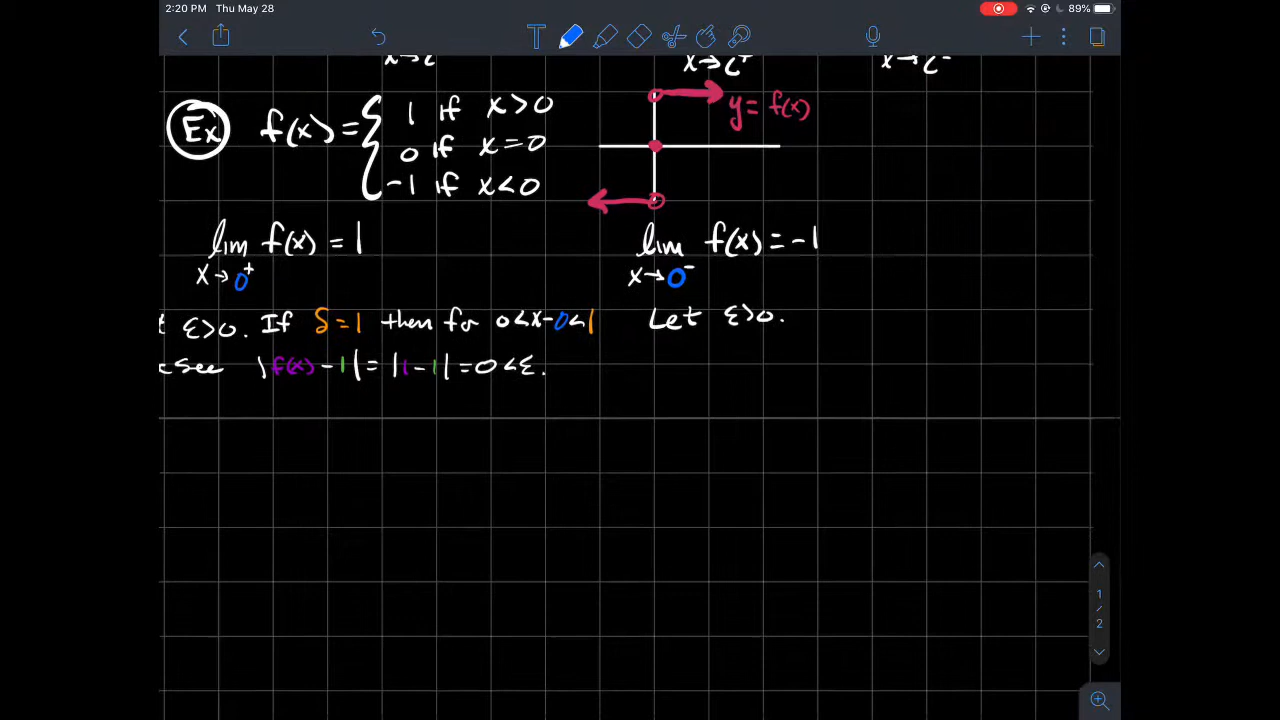 2:20 PM Thu May 28
89%
x→c
x→c⁺
x→c⁻
Ex f(x) = { 1 if x>0
0 if x=0
-1 if x<0
y = f(x)
lim f(x) = 1
x→0⁺
lim f(x) = -1
x→0⁻
ε>0. If δ=1 then for 0<x-0<1
see |f(x) - 1| = |1 - 1| = 0<ε.
Let ε>0.
1
/
2